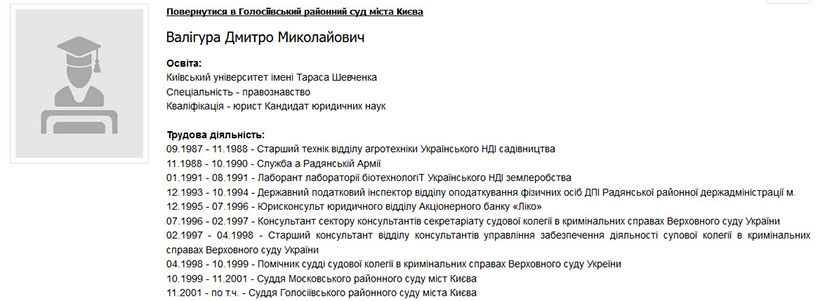 Повернутися в Голосіївський районний суд міста Києва
Валігура Дмитро Миколайович
Освіта:
Київський університет імені Тараса Шевченка
Спеціальність - правознавство
Кваліфікація - юрист Кандидат юридичних наук
Трудова діяльність:
09.1987 - 11.1988 - Старший технік відділу агротехніки Українського НДІ садівництва
11.1988 - 10.1990 - Служба а Радянській Армії
01.1991 - 08.1991 - Лаборант лабораторії біотехнологіТ Українського НДІ землеробства
12.1993 - 10.1994 - Державний податковий інспектор відділу оподаткування фізичних осіб ДПІ Радянської районної держадміністрації м.
12.1995 - 07.1996 - Юрисконсульт юридичного відділу Акціонерного банку «Ліко»
07.1996 - 02.1997 - Консультант сектору консультантів секретаріату судової колегії в кримінальних справах Верховного суду України
02.1997 - 04.1998 - Старший консультант відділу консультантів управління забезпечення діяльності супової колегії в кримінальних
справах Верховного суду України
04.1998 - 10.1999 - Помічник судді судової колегії в кримінальних справах Верховного суду Укреїни
10.1999 - 11.2001 - Суддя Московського районного суду міст Києва
11.2001 - по т.ч. - Суддя Голосіївського районного суду міста Києва